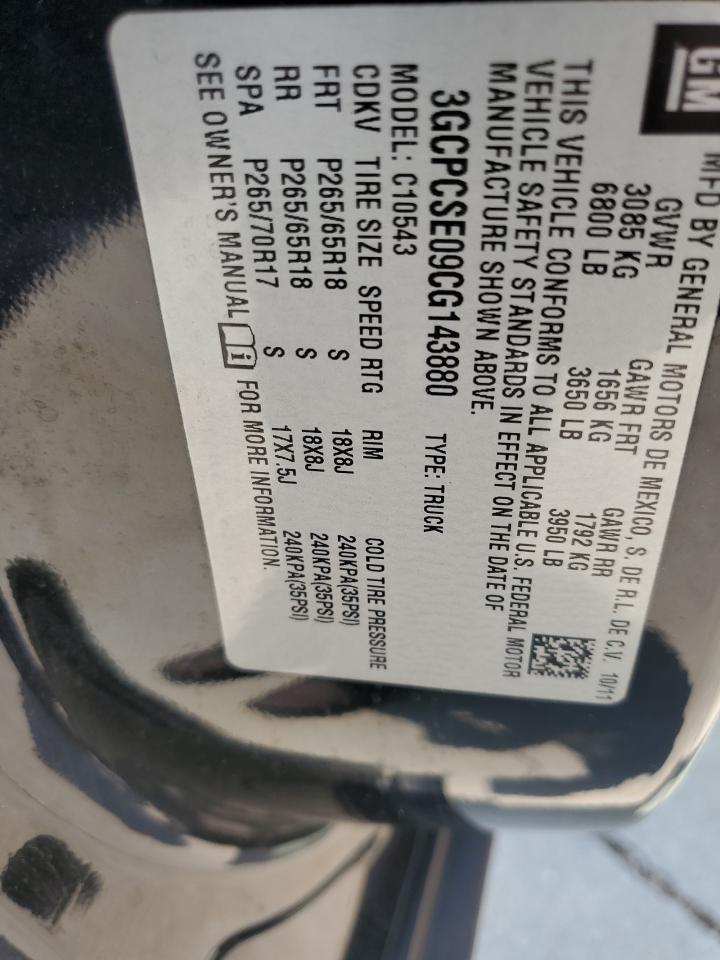 GM
MFD BY GENERAL MOTORS DE MEXICO, S. DE R.L. DE C.V. 10/11
GVWR GAWR FRT GAWR RR
3085 KG 1656 KG 1792 KG
6800 LB 3650 LB 3950 LB
THIS VEHICLE CONFORMS TO ALL APPLICABLE U.S. FEDERAL MOTOR
VEHICLE SAFETY STANDARDS IN EFFECT ON THE DATE OF
MANUFACTURE SHOWN ABOVE.
3GCPCSE09CG143880 TYPE: TRUCK
MODEL: C10543
CDKV TIRE SIZE SPEED RTG RIM COLD TIRE PRESSURE
FRT P265/65R18 S 18X8J 240KPA(35PSI)
RR P265/65R18 S 18X8J 240KPA(35PSI)
SPA P265/70R17 S 17X7.5J 240KPA(35PSI)
SEE OWNER'S MANUAL i FOR MORE INFORMATION.